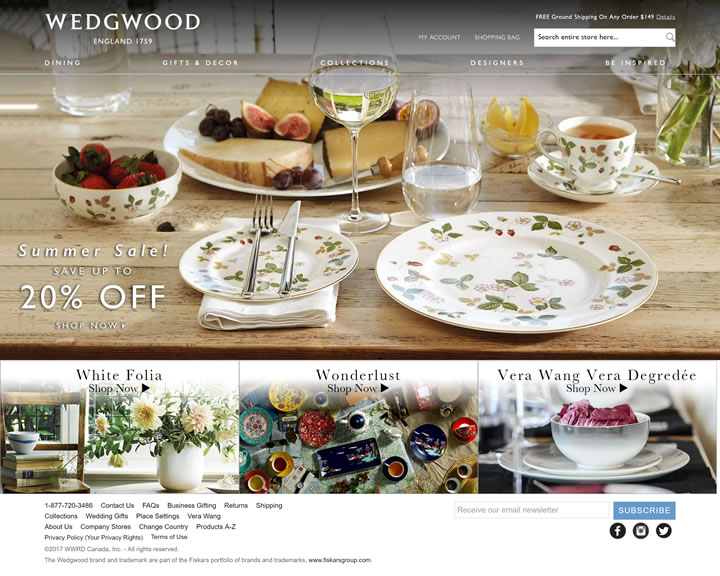 WEDGWOOD
ENGLAND 1759
FREE Ground Shipping On Any Order $149 Details
MY ACCOUNT SHOPPING BAG
Search entire store here...
DINING GIFTS & DECOR COLLECTIONS DESIGNERS BE INSPIRED
Summer Sale!
SAVE UP TO
20% OFF
SHOP NOW
White Folia
Shop Now
Wonderlust
Shop Now
Vera Wang Vera Degredée
Shop Now
1-877-720-3486 Contact Us FAQs Business Gifting Returns Shipping
Collections Wedding Gifts Place Settings Vera Wang
About Us Company Stores Change Country Products A-Z
Privacy Policy (Your Privacy Rights) Terms of Use
©2017 WWRD Canada, Inc. - All rights reserved.
The Wedgwood brand and trademark are part of the Fiskars portfolio of brands and trademarks, www.fiskarsgroup.com.
Receive our email newsletter
SUBSCRIBE